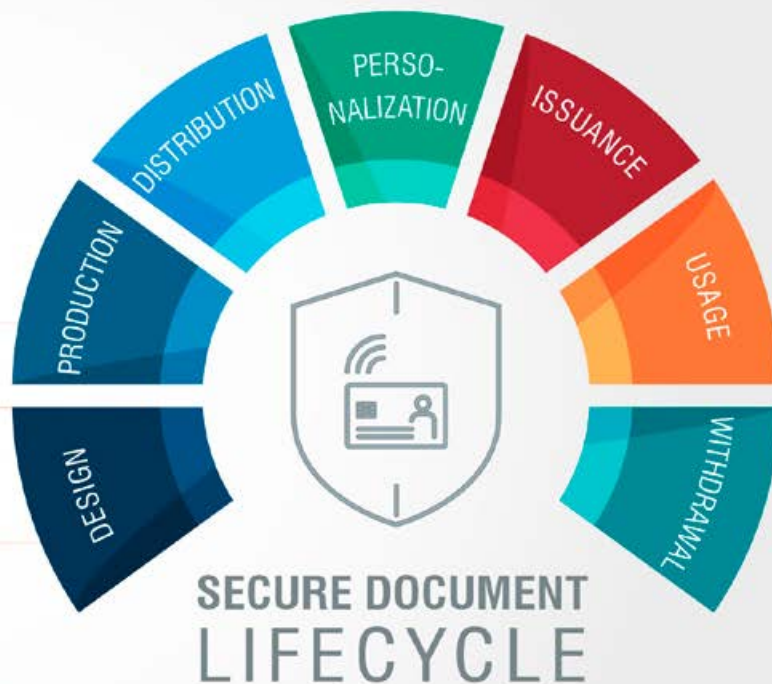 DESIGN
PRODUCTION
DISTRIBUTION
PERSO-
NALIZATION
ISSUANCE
USAGE
WITHDRAWAL
SECURE DOCUMENT
LIFECYCLE